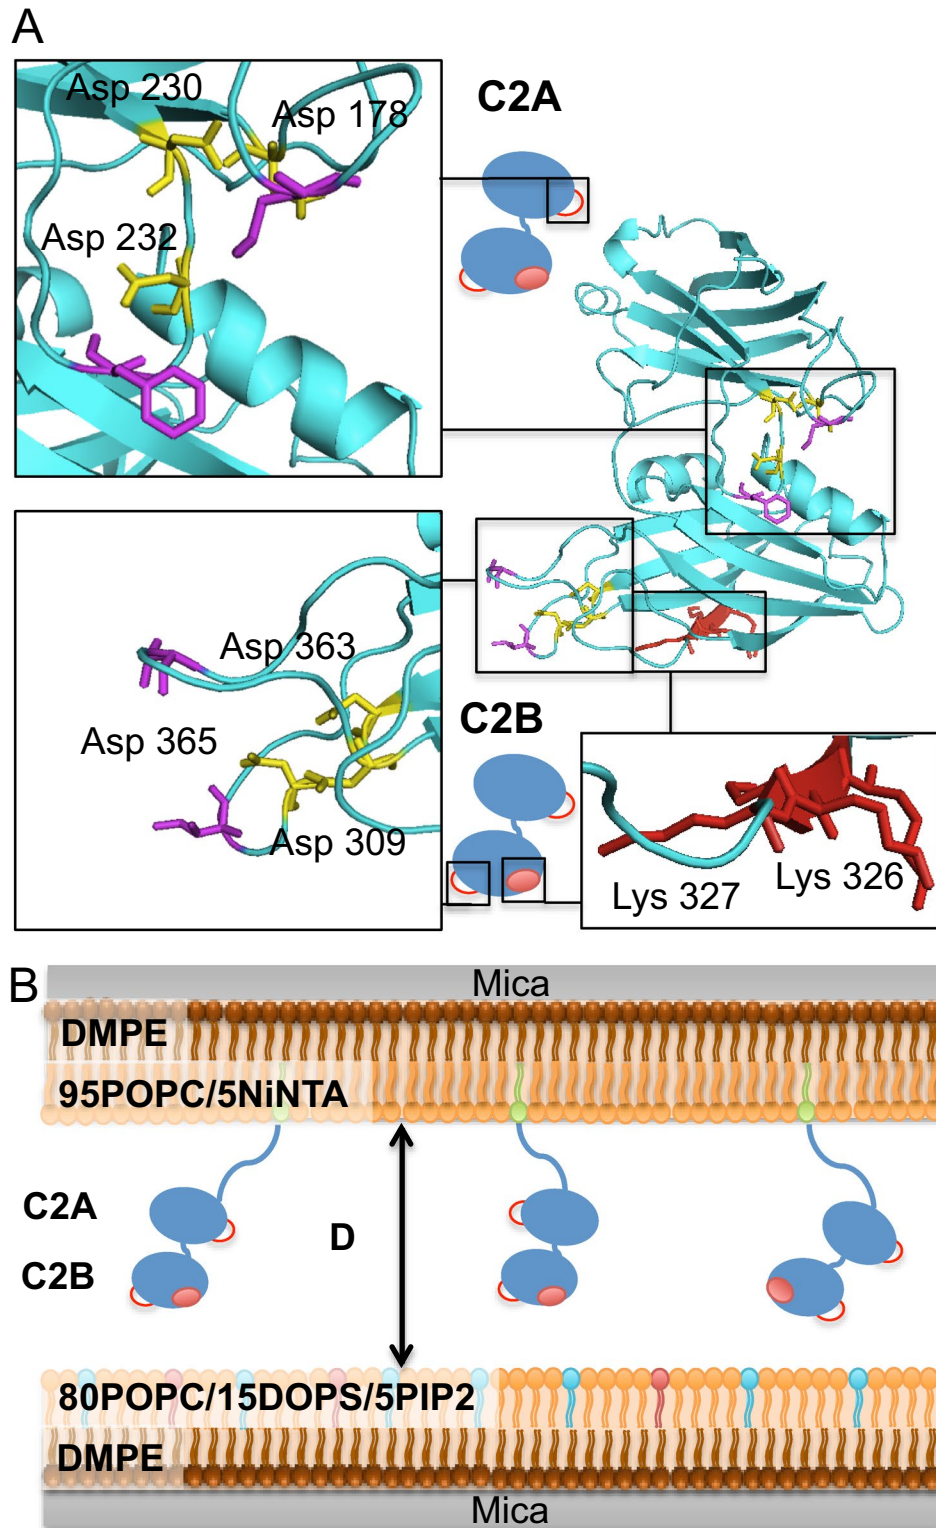 A
Asp 230
Asp 178
Asp 232
C2A
Asp 363
Asp 365
Asp 309
C2B
Lys 327
Lys 326
B
Mica
DMPE
95POPC/5NiNTA
C2A
D
C2B
80POPC/15DOPS/5PIP2
DMPE
Mica